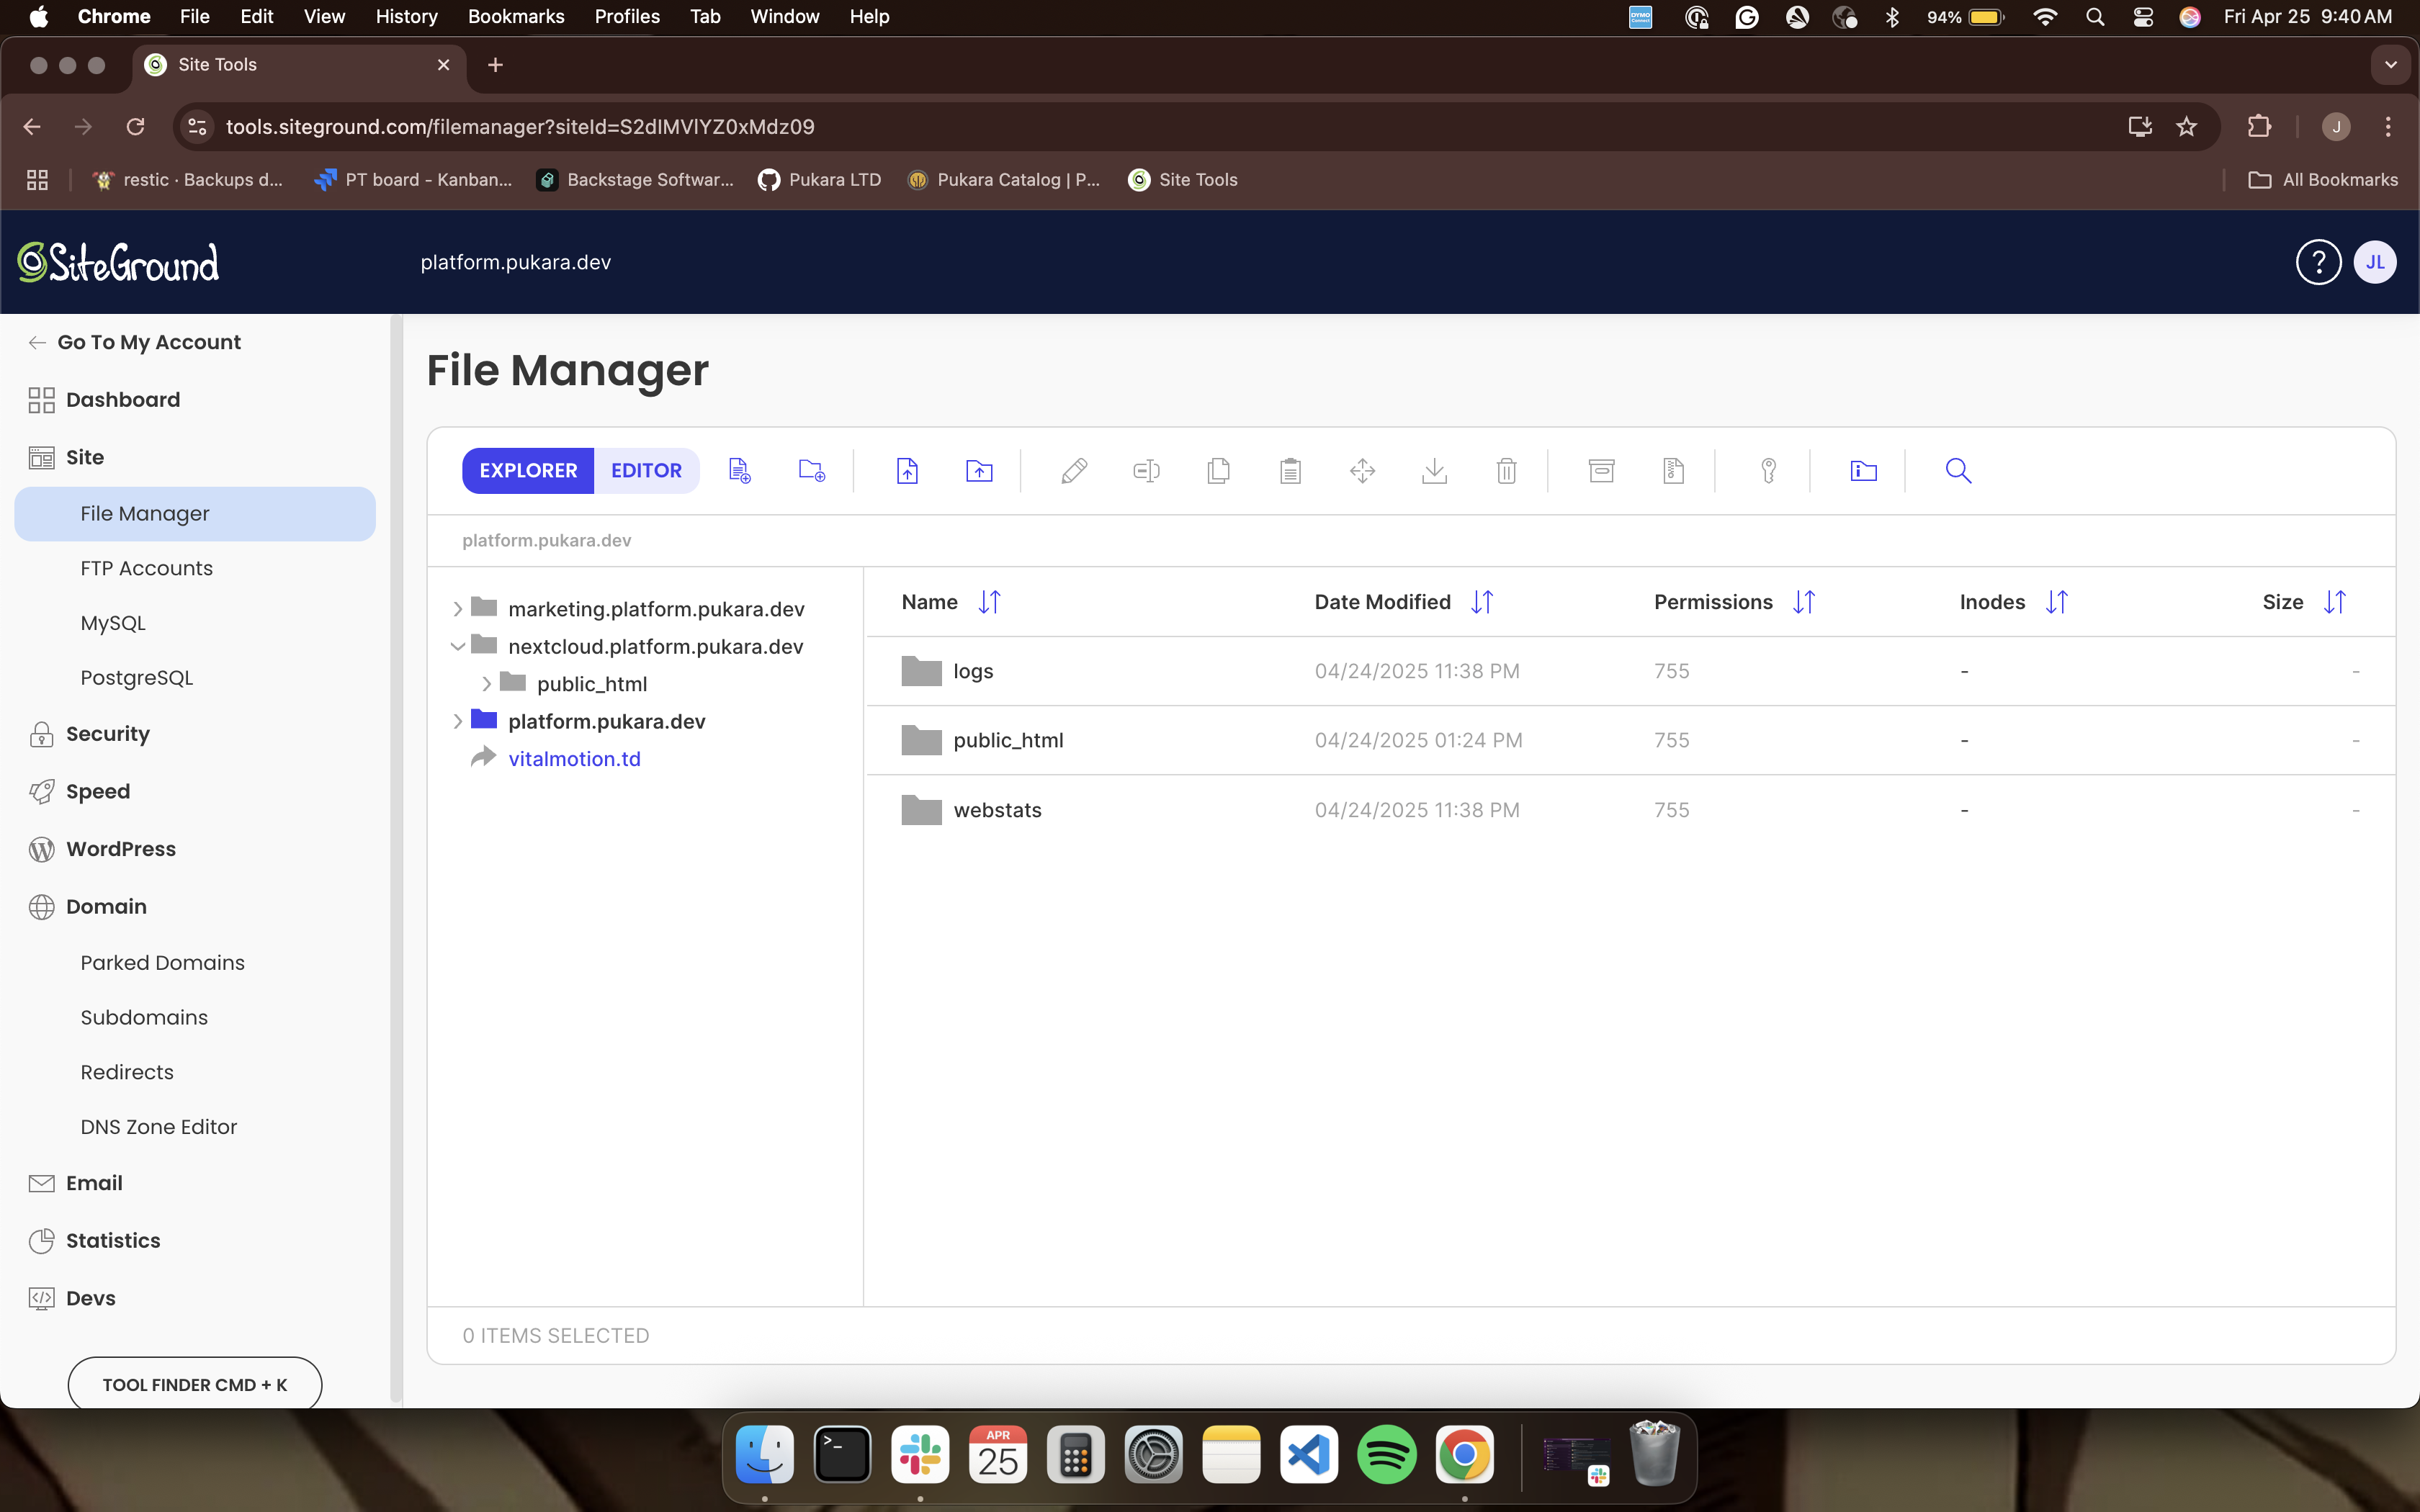 Chrome File Edit View History Bookmarks Profiles Tab Window Help 94% Fri Apr 25 9:40 AM
Site Tools
tools.siteground.com/filemanager?siteId=S2dIMVlYZ0xMdz09 J
restic · Backups d... PT board - Kanban... Backstage Softwar... Pukara LTD Pukara Catalog | P... Site Tools All Bookmarks
SiteGround platform.pukara.dev ? JL
Go To My Account
Dashboard
Site
File Manager
FTP Accounts
MySQL
PostgreSQL
Security
Speed
WordPress
Domain
Parked Domains
Subdomains
Redirects
DNS Zone Editor
Email
Statistics
Devs
TOOL FINDER CMD + K
File Manager
EXPLORER EDITOR
platform.pukara.dev
marketing.platform.pukara.dev
nextcloud.platform.pukara.dev
public_html
platform.pukara.dev
vitalmotion.td
Name Date Modified Permissions Inodes Size
logs 04/24/2025 11:38 PM 755 - -
public_html 04/24/2025 01:24 PM 755 - -
webstats 04/24/2025 11:38 PM 755 - -
0 ITEMS SELECTED
APR
25